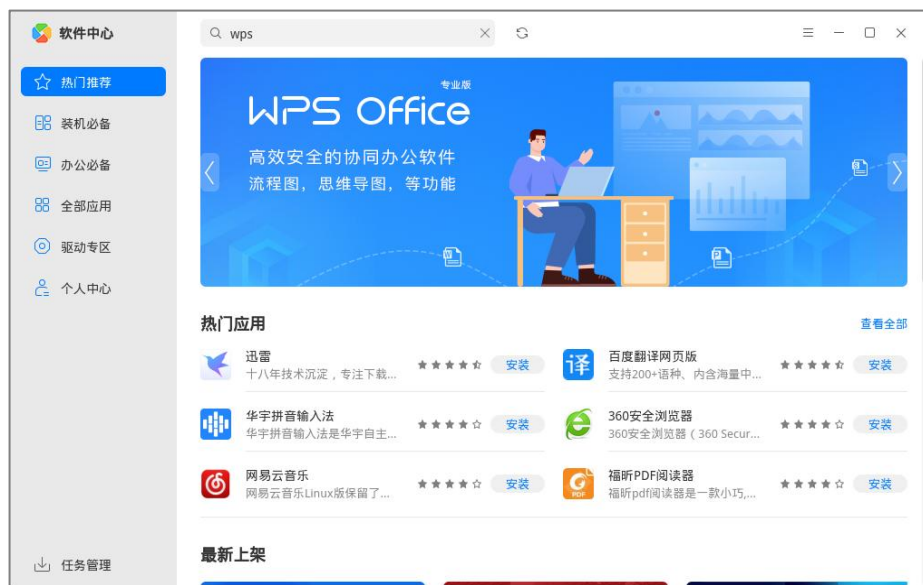 软件中心
wps
热门推荐
装机必备
办公必备
全部应用
驱动专区
个人中心
任务管理
专业版
WPS Office
高效安全的协同办公软件
流程图，思维导图，等功能
W
P
热门应用
查看全部
迅雷
十八年技术沉淀，专注下载...
安装
译
百度翻译网页版
支持200+语种、内含海量中...
安装
华宇拼音输入法
华宇拼音输入法是华宇自主...
安装
360安全浏览器
360安全浏览器（360 Secur...
安装
网易云音乐
网易云音乐Linux版保留了...
安装
PDF
福昕PDF阅读器
福昕pdf阅读器是一款小巧,...
安装
最新上架